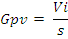 Gpv = Vi/s